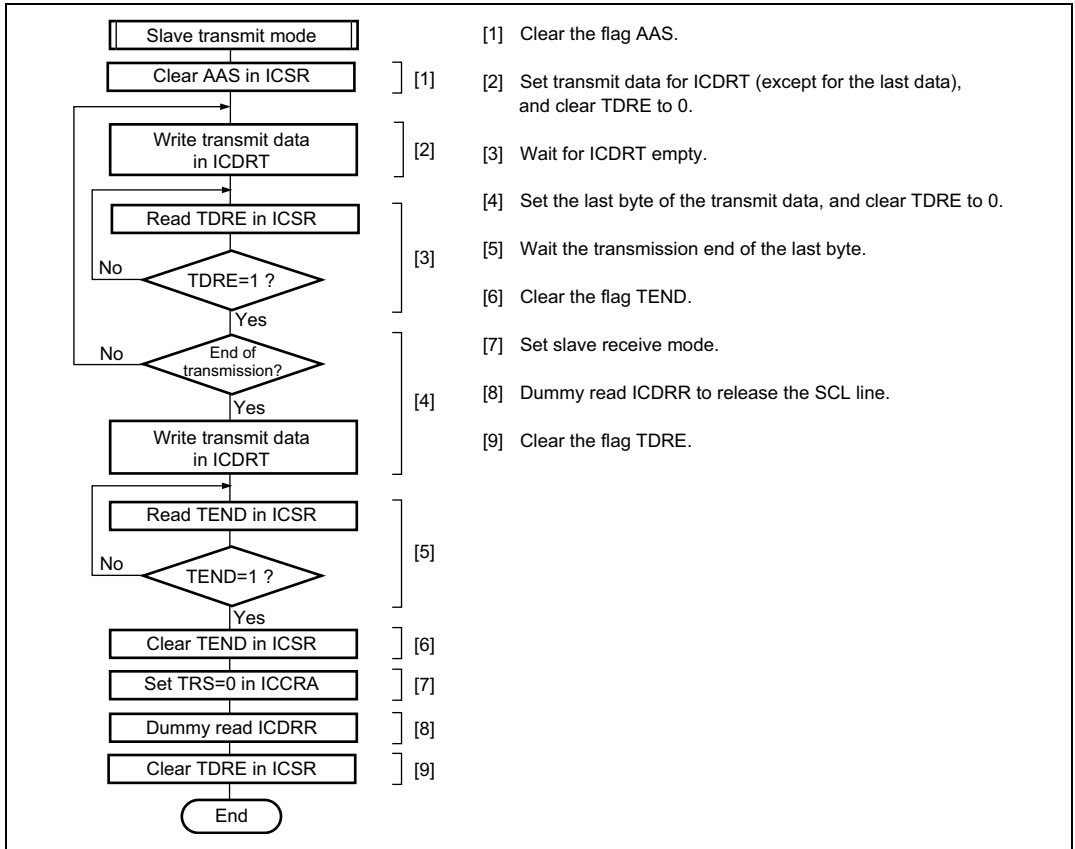 Slave transmit mode
Clear AAS in ICSR
[1]
Write transmit data
in ICDRT
[2]
Read TDRE in ICSR
No
TDRE=1 ?
[3]
Yes
No
End of
transmission?
Yes
[4]
Write transmit data
in ICDRT
Read TEND in ICSR
No
TEND=1 ?
[5]
Yes
Clear TEND in ICSR
[6]
Set TRS=0 in ICCRA
[7]
Dummy read ICDRR
[8]
Clear TDRE in ICSR
[9]
End
[1] Clear the flag AAS.
[2] Set transmit data for ICDRT (except for the last data),
and clear TDRE to 0.
[3] Wait for ICDRT empty.
[4] Set the last byte of the transmit data, and clear TDRE to 0.
[5] Wait the transmission end of the last byte.
[6] Clear the flag TEND.
[7] Set slave receive mode.
[8] Dummy read ICDRR to release the SCL line.
[9] Clear the flag TDRE.